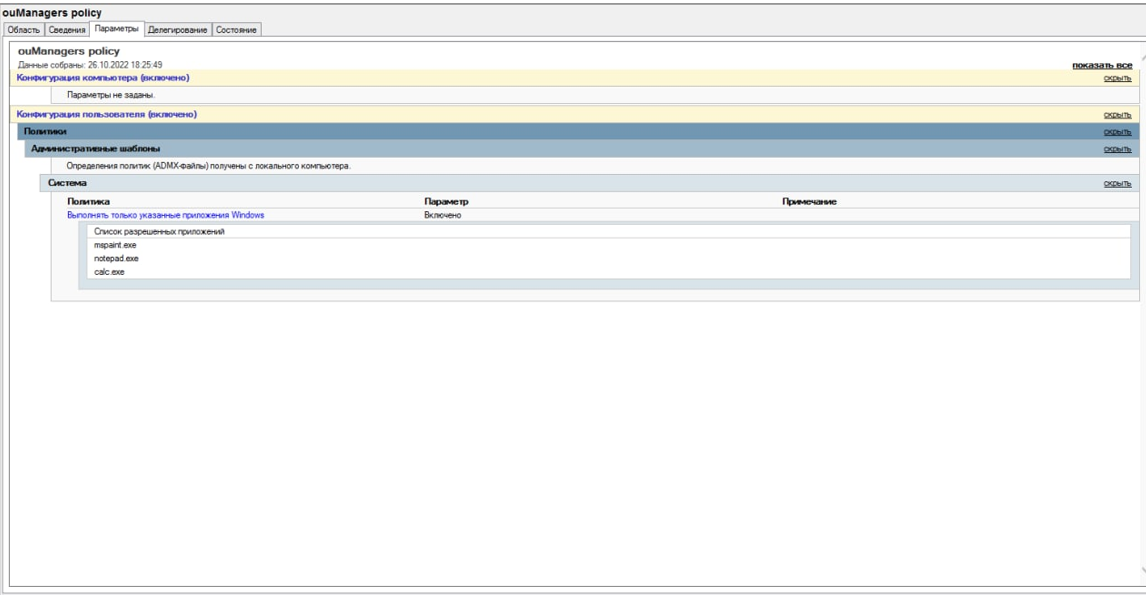 ouManagers policy
Область Сведения Параметры Делегирование Состояние
ouManagers policy
Данные собраны: 26.10.2022 18:25:49 показать все
Конфигурация компьютера (включено) скрыть
Параметры не заданы.
Конфигурация пользователя (включено) скрыть
Политики скрыть
Административные шаблоны скрыть
Определения политик (ADMX-файлы) получены с локального компьютера.
Система скрыть
Политика Параметр Примечание
Выполнять только указанные приложения Windows Включено
Список разрешенных приложений
mspaint.exe
notepad.exe
calc.exe